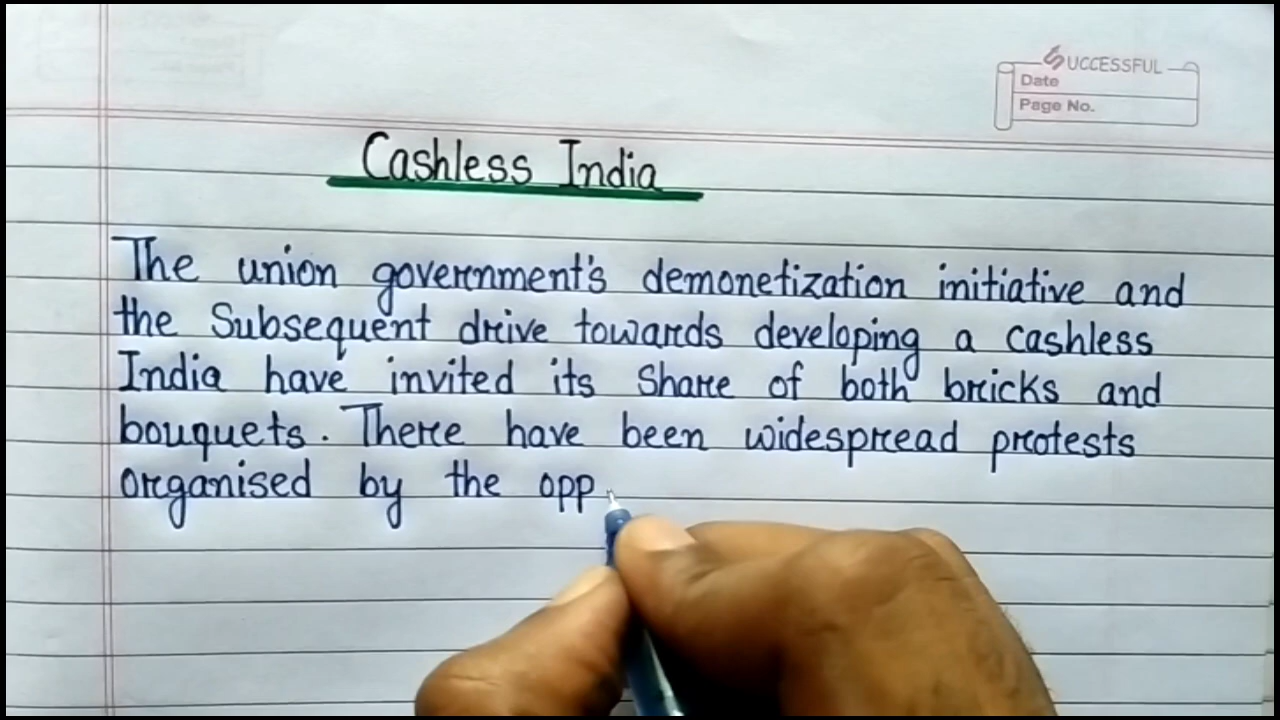 SUCCESSFUL
Date
Page No.
Cashless India
The union government's demonetization initiative and
the Subsequent drive towards developing a cashless
India have invited its share of both bricks and
bouquets. There have been widespread protests
organised by the opp